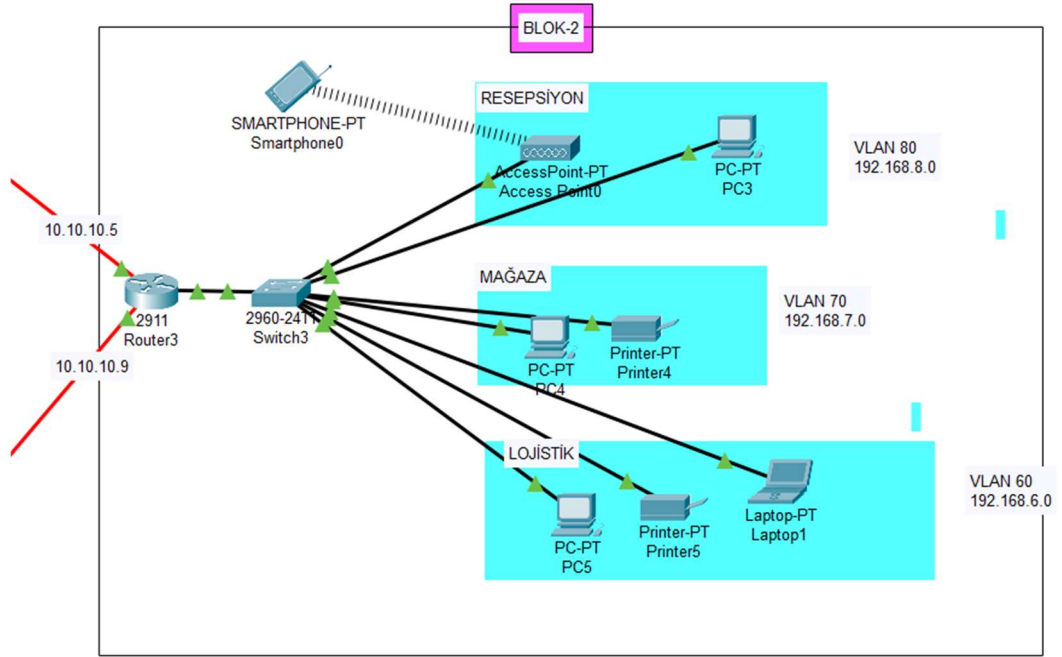 BLOK-2
SMARTPHONE-PT
Smartphone0
RESEPSİYON
AccessPoint-PT
Access Point0
PC-PT
PC3
VLAN 80
192.168.8.0
10.10.10.5
2911
Router3
10.10.10.9
2960-24TT
Switch3
MAĞAZA
PC-PT
PC4
Printer-PT
Printer4
VLAN 70
192.168.7.0
LOJİSTİK
PC-PT
PC5
Printer-PT
Printer5
Laptop-PT
Laptop1
VLAN 60
192.168.6.0